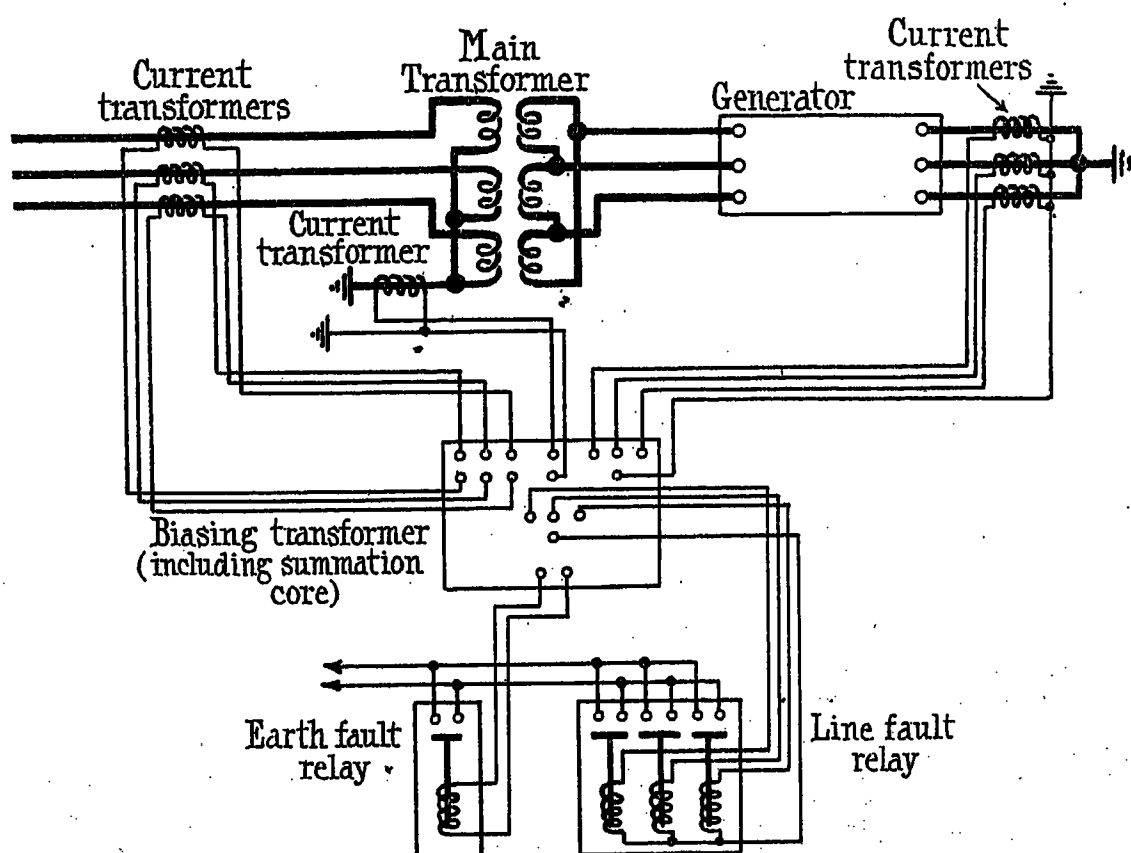 Current
transformers
Main
Transformer
Generator
Current
transformers
Current
transformer
Biasing transformer
(including summation
core)
Earth fault
relay
Line fault
relay